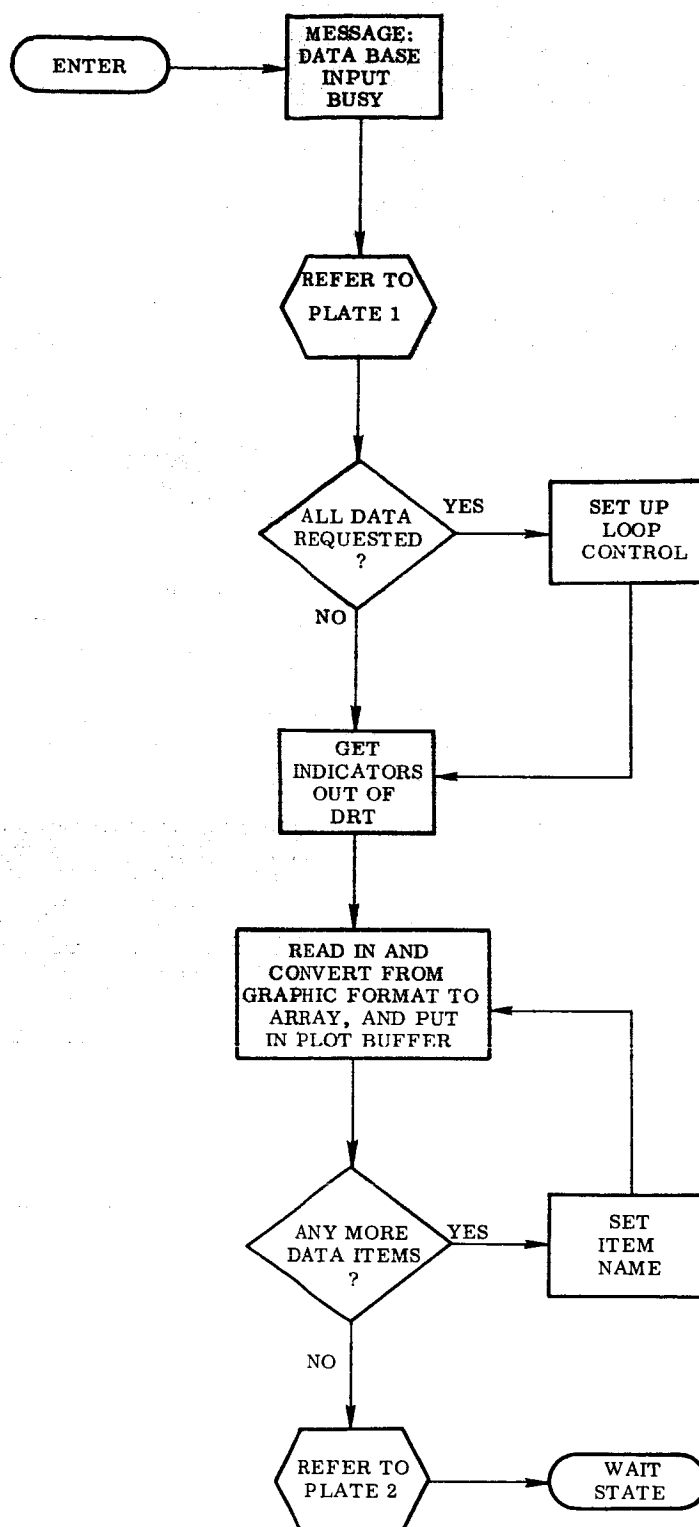 ENTER
MESSAGE:
DATA BASE
INPUT
BUSY
REFER TO
PLATE 1
ALL DATA
REQUESTED
?
YES
SET UP
LOOP
CONTROL
NO
GET
INDICATORS
OUT OF
DRT
READ IN AND
CONVERT FROM
GRAPHIC FORMAT TO
ARRAY, AND PUT
IN PLOT BUFFER
ANY MORE
DATA ITEMS
?
YES
SET
ITEM
NAME
NO
REFER TO
PLATE 2
WAIT
STATE